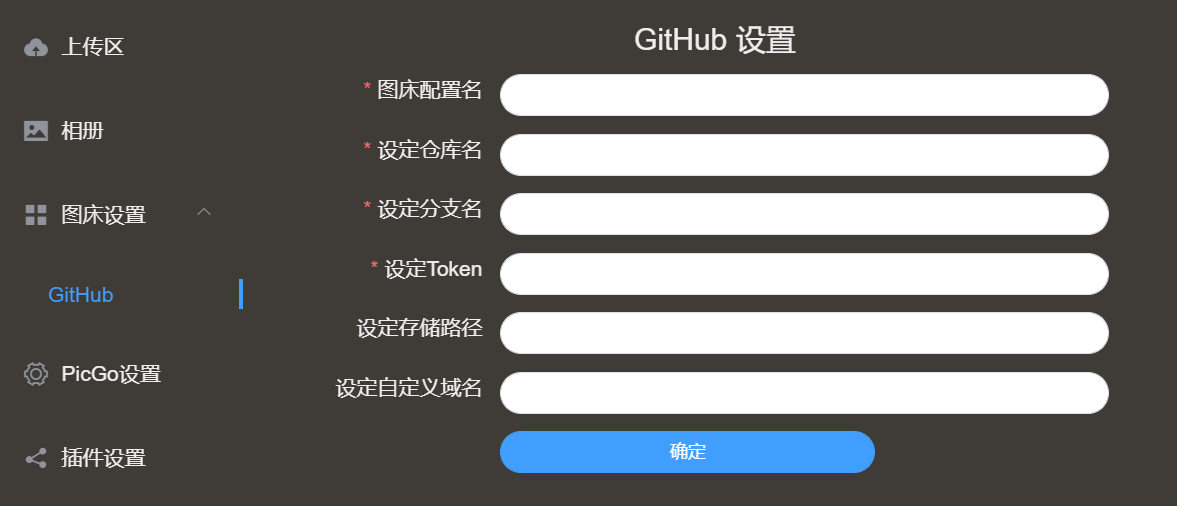 上传区
相册
图床设置
GitHub
PicGo设置
插件设置
GitHub 设置
* 图床配置名
* 设定仓库名
* 设定分支名
* 设定Token
设定存储路径
设定自定义域名
确定